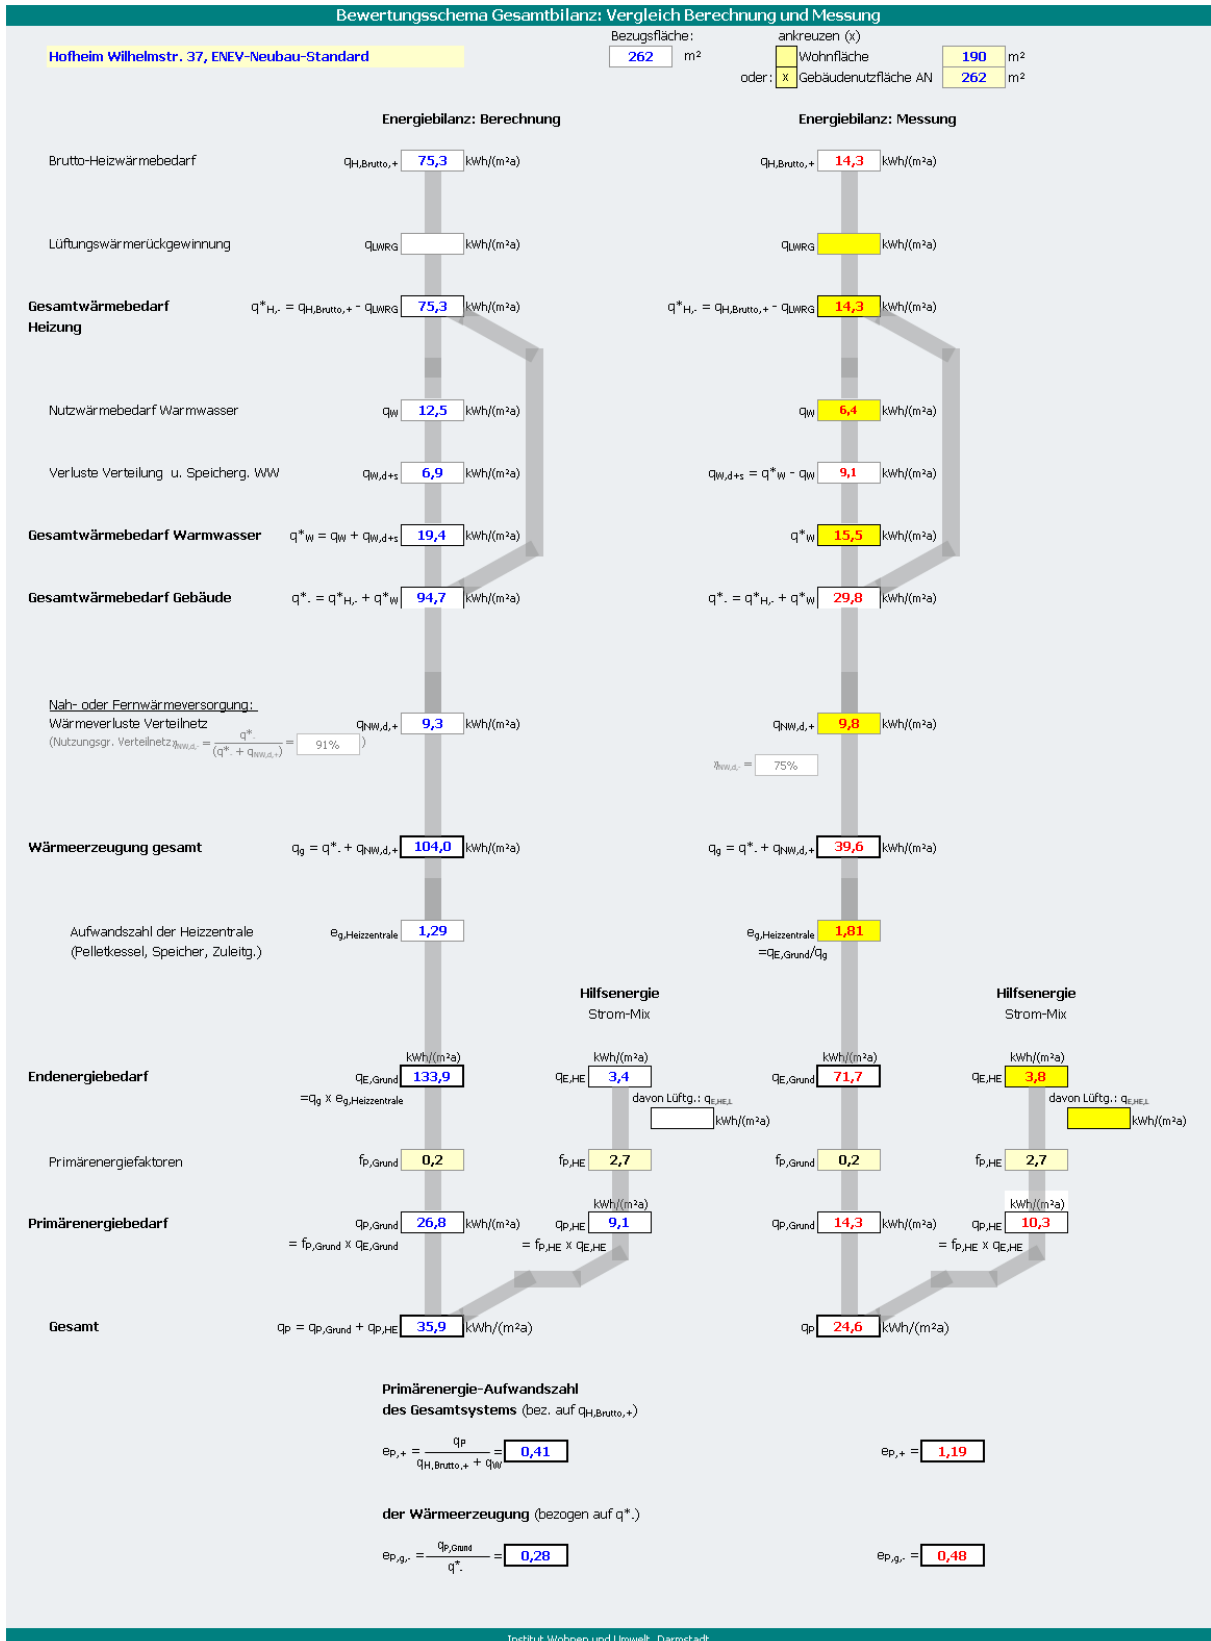 Bewertungsschema Gesamtbilanz: Vergleich Berechnung und Messung
Bezugsfläche: ankreuzen (x)
Hofheim Wilhelmstr. 37, ENEV-Neubau-Standard 262 m² Wohnfläche 190 m²
oder: x Gebäudenutzfläche AN 262 m²
Energiebilanz: Berechnung Energiebilanz: Messung
Brutto-Heizwärmebedarf qH,Brutto,+ 75,3 kWh/(m²a) qH,Brutto,+ 14,3 kWh/(m²a)
Lüftungswärmerückgewinnung qLWRG kWh/(m²a) qLWRG kWh/(m²a)
Gesamtwärmebedarf q*H,- = qH,Brutto,+ - qLWRG 75,3 kWh/(m²a) q*H,- = qH,Brutto,+ - qLWRG 14,3 kWh/(m²a)
Heizung
Nutzwärmebedarf Warmwasser qW 12,5 kWh/(m²a) qW 6,4 kWh/(m²a)
Verluste Verteilung u. Speicherg. WW qW,d+s 6,9 kWh/(m²a) qW,d+s = q*W - qW 9,1 kWh/(m²a)
Gesamtwärmebedarf Warmwasser q*W = qW + qW,d+s 19,4 kWh/(m²a) q*W 15,5 kWh/(m²a)
Gesamtwärmebedarf Gebäude q*- = q*H,- + q*W 94,7 kWh/(m²a) q*- = q*H,- + q*W 29,8 kWh/(m²a)
Nah- oder Fernwärmeversorgung:
Wärmeverluste Verteilnetz qNW,d,+ 9,3 kWh/(m²a) qNW,d,+ 9,8 kWh/(m²a)
(Nutzungsgr. Verteilnetz ηNW,d,- = q*- / (q*- + qNW,d,+) = 91% )
ηNW,d,- = 75%
Wärmeerzeugung gesamt qg = q*- + qNW,d,+ 104,0 kWh/(m²a) qg = q*- + qNW,d,+ 39,6 kWh/(m²a)
Aufwandszahl der Heizzentrale eg,Heizzentrale 1,29 eg,Heizzentrale 1,81
(Pelletkessel, Speicher, Zuleitg.) =qE,Grund/qg
Hilfsenergie Hilfsenergie
Strom-Mix Strom-Mix
kWh/(m²a) kWh/(m²a) kWh/(m²a) kWh/(m²a)
Endenergiebedarf qE,Grund 133,9 qE,HE 3,4 qE,Grund 71,7 qE,HE 3,8
=qg x eg,Heizzentrale davon Lüftg.: qE,HE,L davon Lüftg.: qE,HE,L
kWh/(m²a) kWh/(m²a)
Primärenergiefaktoren fP,Grund 0,2 fP,HE 2,7 fP,Grund 0,2 fP,HE 2,7
kWh/(m²a) kWh/(m²a)
Primärenergiebedarf qP,Grund 26,8 kWh/(m²a) qP,HE 9,1 qP,Grund 14,3 kWh/(m²a) qP,HE 10,3
= fP,Grund x qE,Grund = fP,HE x qE,HE = fP,HE x qE,HE
Gesamt qP = qP,Grund + qP,HE 35,9 kWh/(m²a) qP 24,6 kWh/(m²a)
Primärenergie-Aufwandszahl
des Gesamtsystems (bez. auf qH,Brutto,+)
eP,+ = qP / (qH,Brutto,+ + qW) = 0,41 eP,+ = 1,19
der Wärmeerzeugung (bezogen auf q*-)
eP,g,- = qP,Grund / q*- = 0,28 eP,g,- = 0,48
Institut Wohnen und Umwelt, Darmstadt